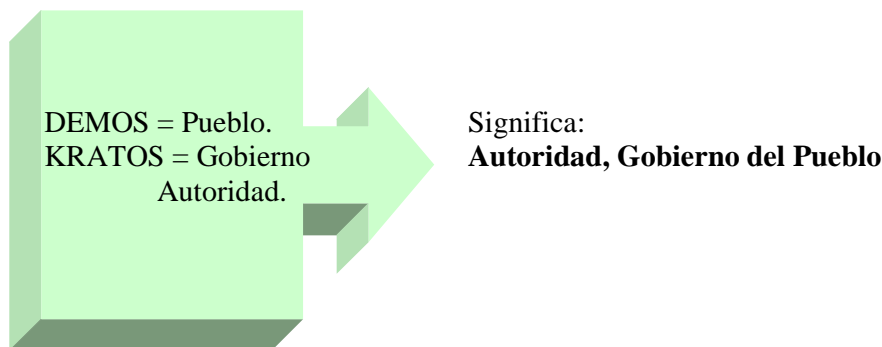 DEMOS = Pueblo.
KRATOS = Gobierno
Autoridad.
Significa:
Autoridad, Gobierno del Pueblo